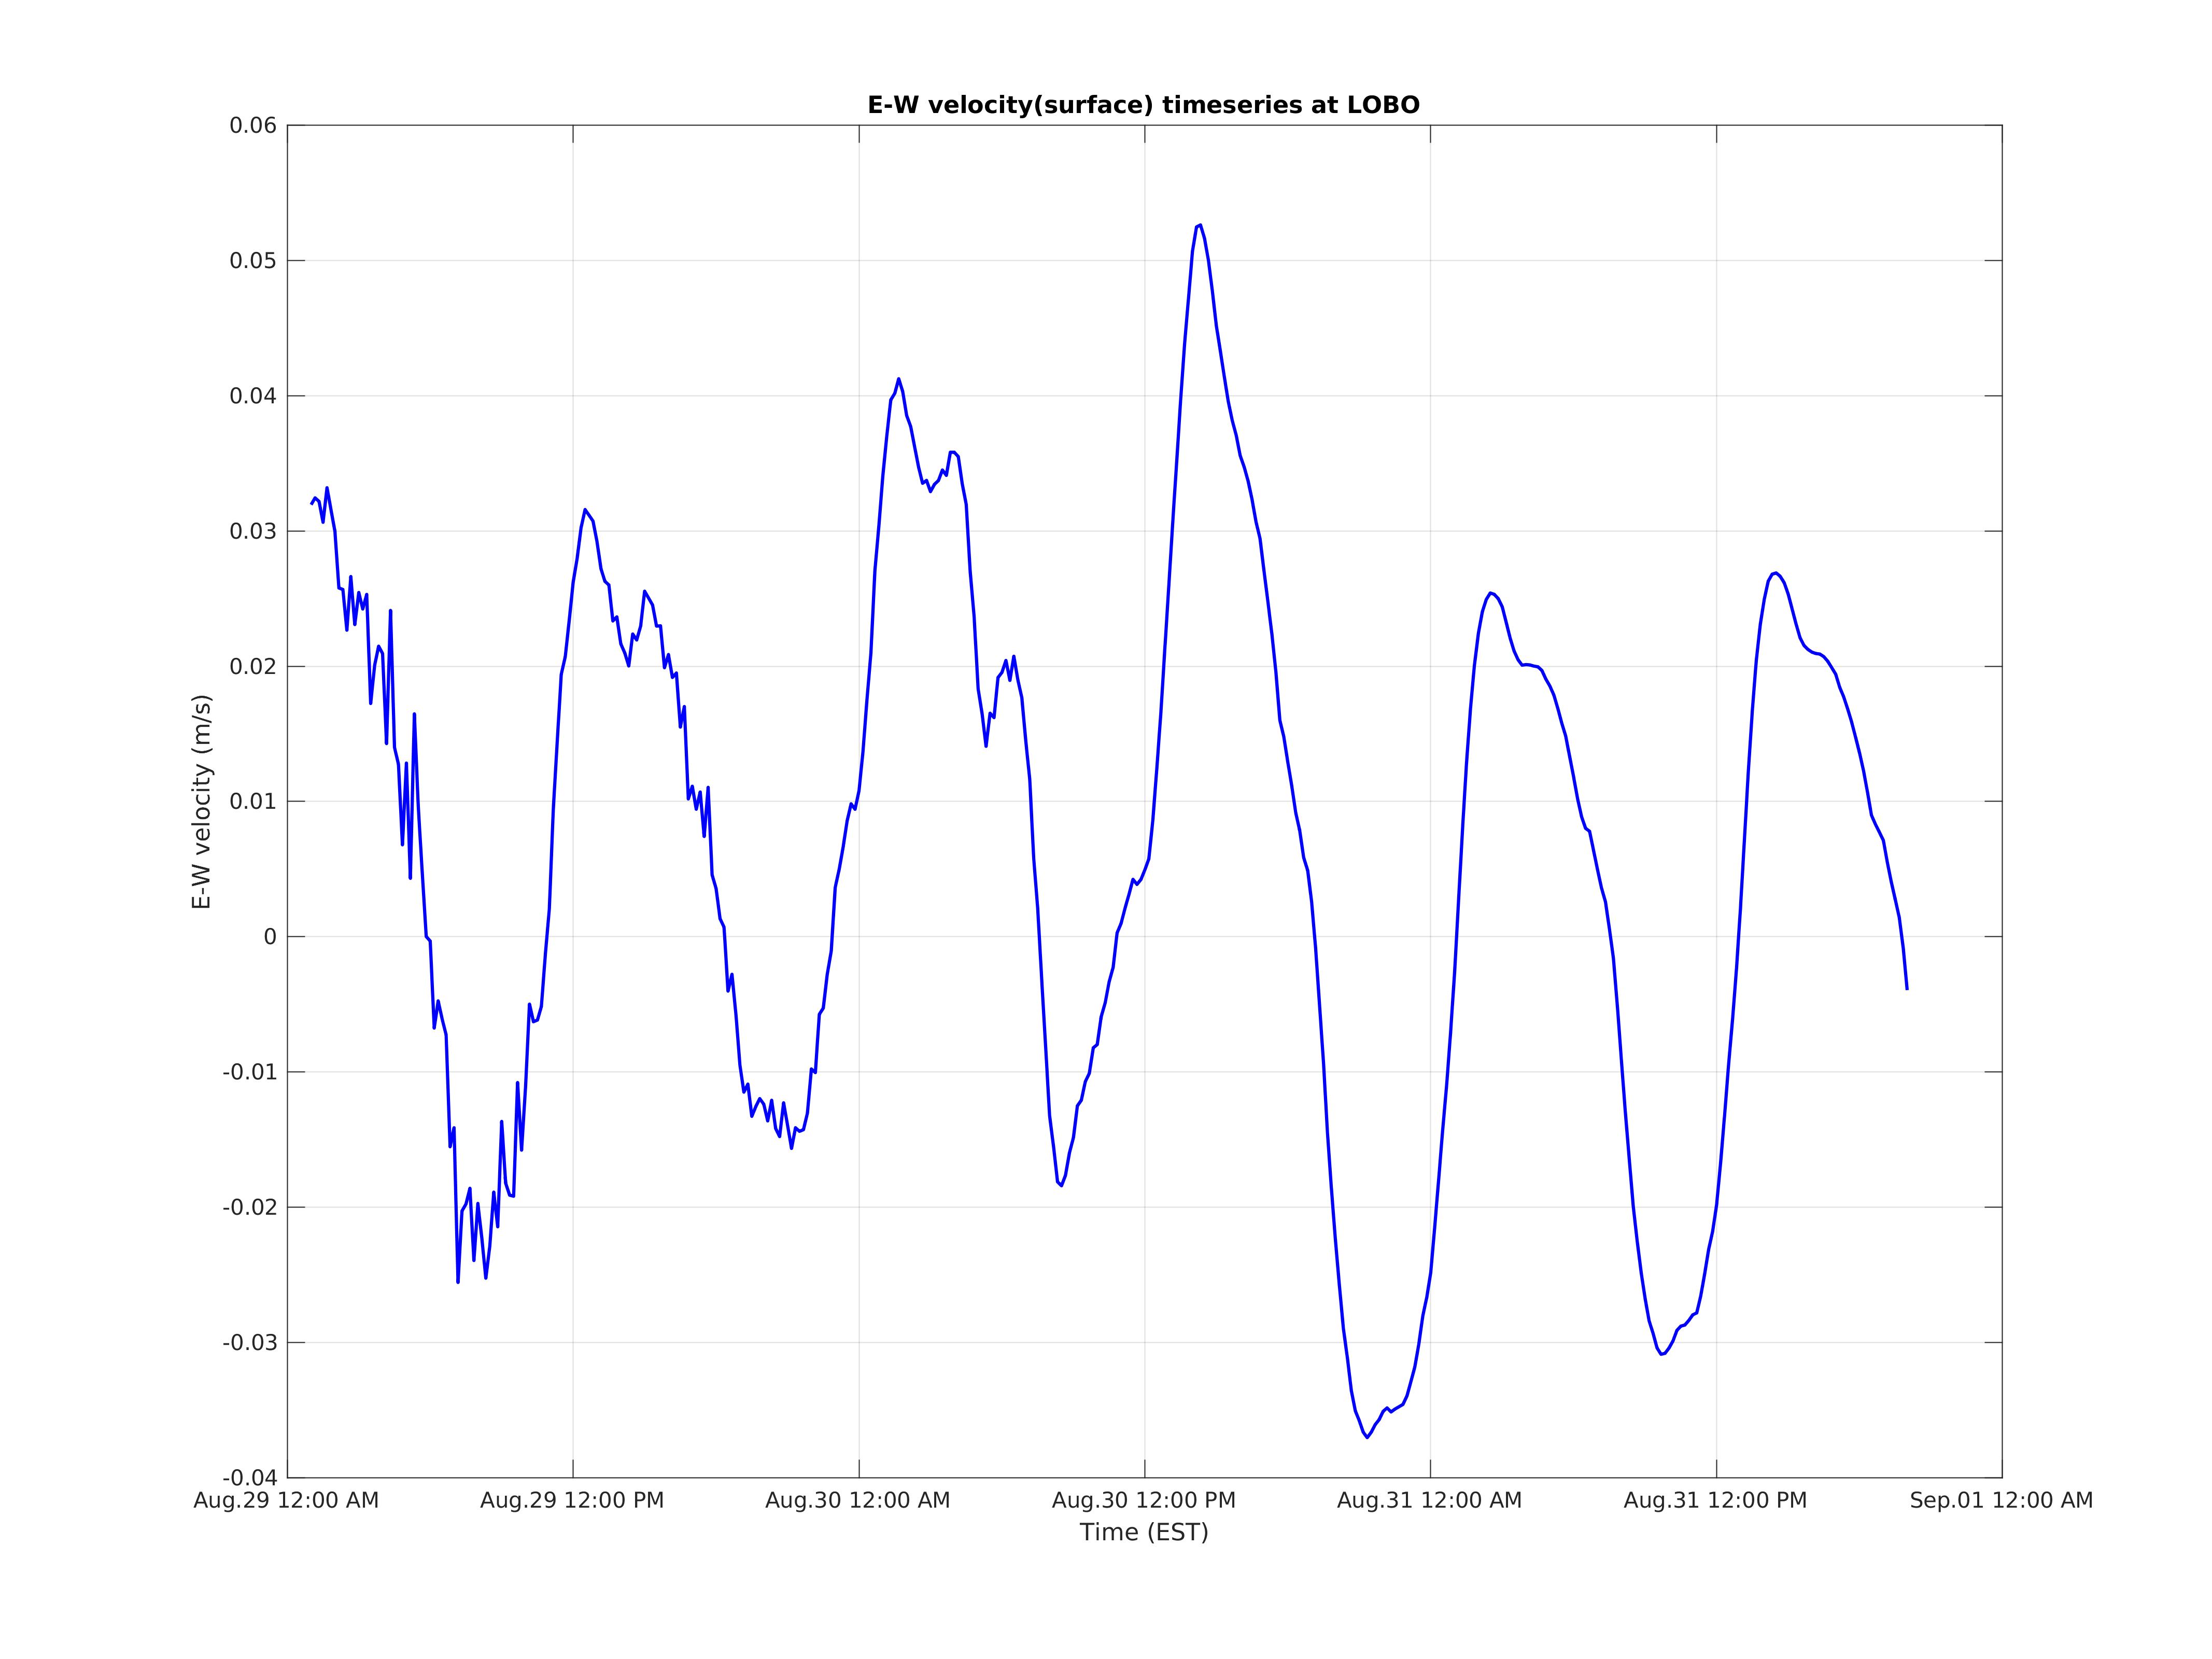 E-W velocity(surface) timeseries at LOBO
0.06
0.05
0.04
0.03
0.02
0.01
0
-0.01
-0.02
-0.03
-0.04
E-W velocity (m/s)
Aug.29 12:00 AM Aug.29 12:00 PM Aug.30 12:00 AM Aug.30 12:00 PM Aug.31 12:00 AM Aug.31 12:00 PM Sep.01 12:00 AM
Time (EST)